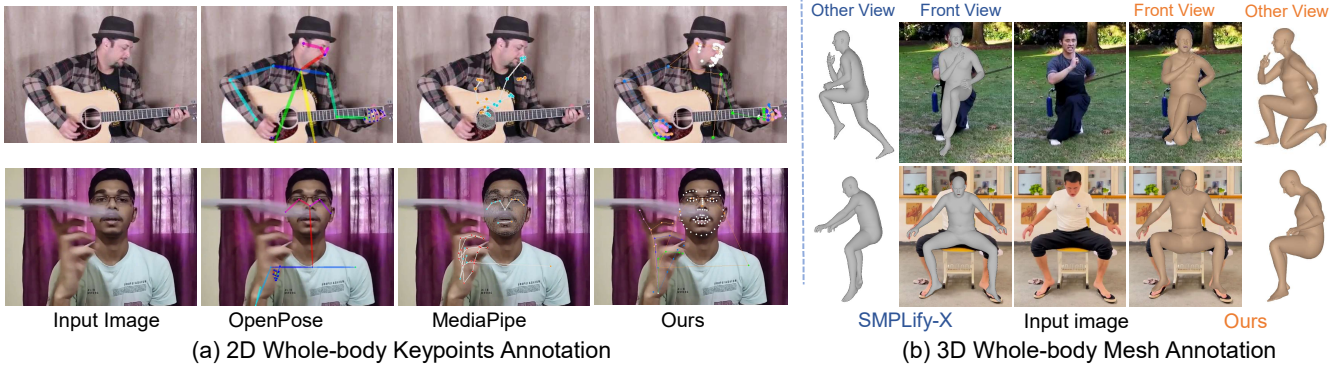 Other View Front View Front View Other View
Input Image OpenPose MediaPipe Ours
SMPLify-X Input image Ours
(a) 2D Whole-body Keypoints Annotation
(b) 3D Whole-body Mesh Annotation